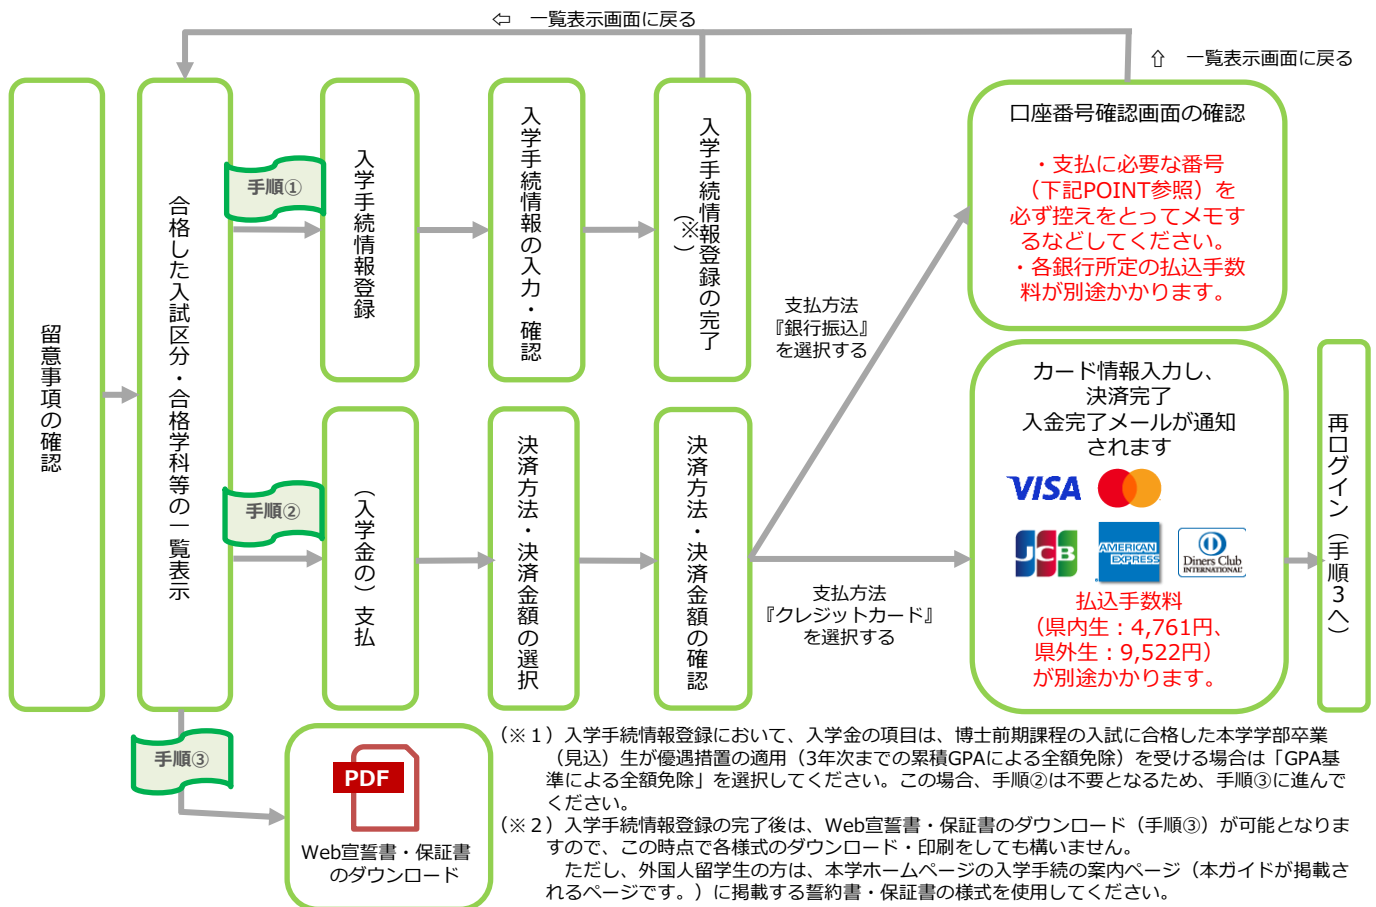 ⇦ 一覧表示画面に戻る
⇧ 一覧表示画面に戻る
留意事項の確認
合格した入試区分・合格学科等の一覧表示
手順①
入学手続情報登録
入学手続情報の入力・確認
入学手続情報登録の完了
（※）
手順②
（入学金の）支払
決済方法・決済金額の選択
決済方法・決済金額の確認
支払方法
『銀行振込』
を選択する
口座番号確認画面の確認
・支払に必要な番号
（下記POINT参照）を
必ず控えをとってメモす
るなどしてください。
・各銀行所定の払込手数
料が別途かかります。
支払方法
『クレジットカード』
を選択する
カード情報入力し、
決済完了
入金完了メールが通知
されます
VISA
JCB
AMERICAN
EXPRESS
Diners Club
INTERNATIONAL
払込手数料
（県内生：4,761円、
県外生：9,522円）
が別途かかります。
再ログイン（手順3へ）
手順③
PDF
Web宣誓書・保証書
のダウンロード
（※１）入学手続情報登録において、入学金の項目は、博士前期課程の入試に合格した本学学部卒業
（見込）生が優遇措置の適用（3年次までの累積GPAによる全額免除）を受ける場合は「GPA基
準による全額免除」を選択してください。この場合、手順②は不要となるため、手順③に進んで
ください。
（※２）入学手続情報登録の完了後は、Web宣誓書・保証書のダウンロード（手順③）が可能となりま
すので、この時点で各様式のダウンロード・印刷をしても構いません。
ただし、外国人留学生の方は、本学ホームページの入学手続の案内ページ（本ガイドが掲載さ
れるページです。）に掲載する誓約書・保証書の様式を使用してください。